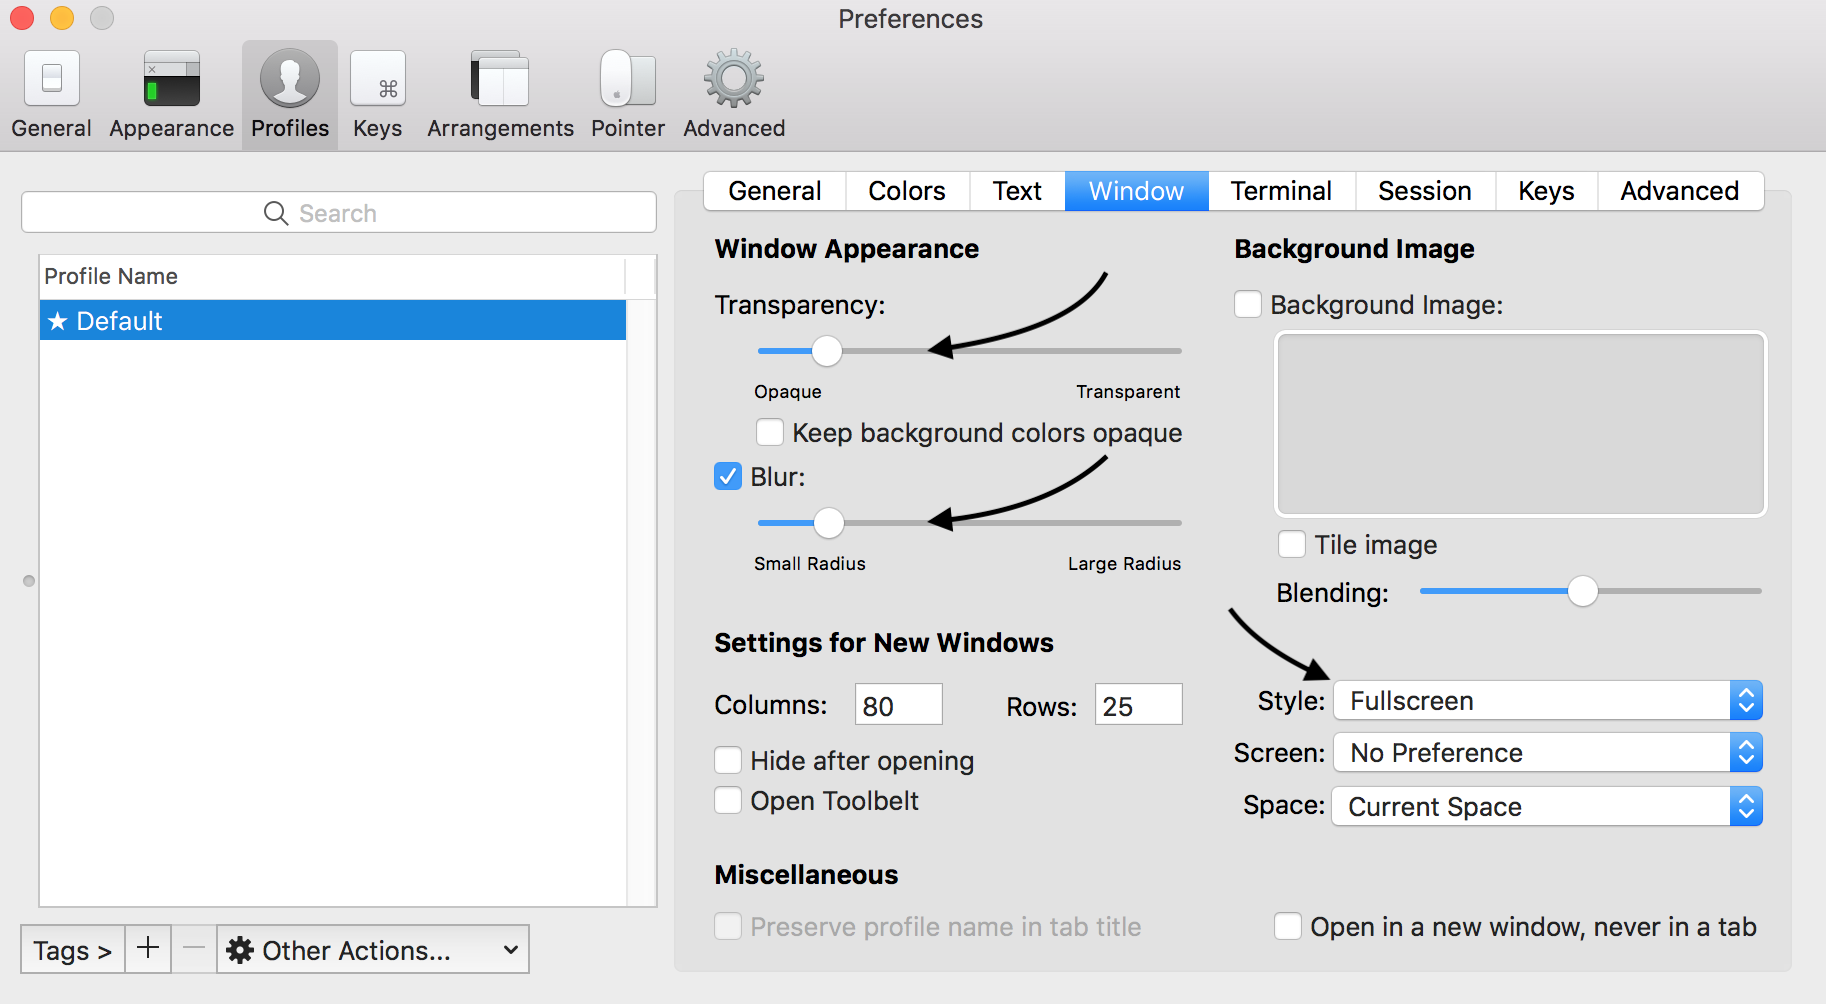 Preferences
General Appearance Profiles Keys Arrangements Pointer Advanced
Search
Profile Name
★ Default
Tags > + − Other Actions...
General Colors Text Window Terminal Session Keys Advanced
Window Appearance
Transparency:
Opaque Transparent
Keep background colors opaque
Blur:
Small Radius Large Radius
Background Image
Background Image:
Tile image
Blending:
Settings for New Windows
Columns: 80 Rows: 25
Hide after opening
Open Toolbelt
Style: Fullscreen
Screen: No Preference
Space: Current Space
Miscellaneous
Preserve profile name in tab title
Open in a new window, never in a tab